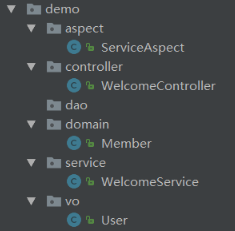 demo
aspect
ServiceAspect
controller
WelcomeController
dao
domain
Member
service
WelcomeService
vo
User